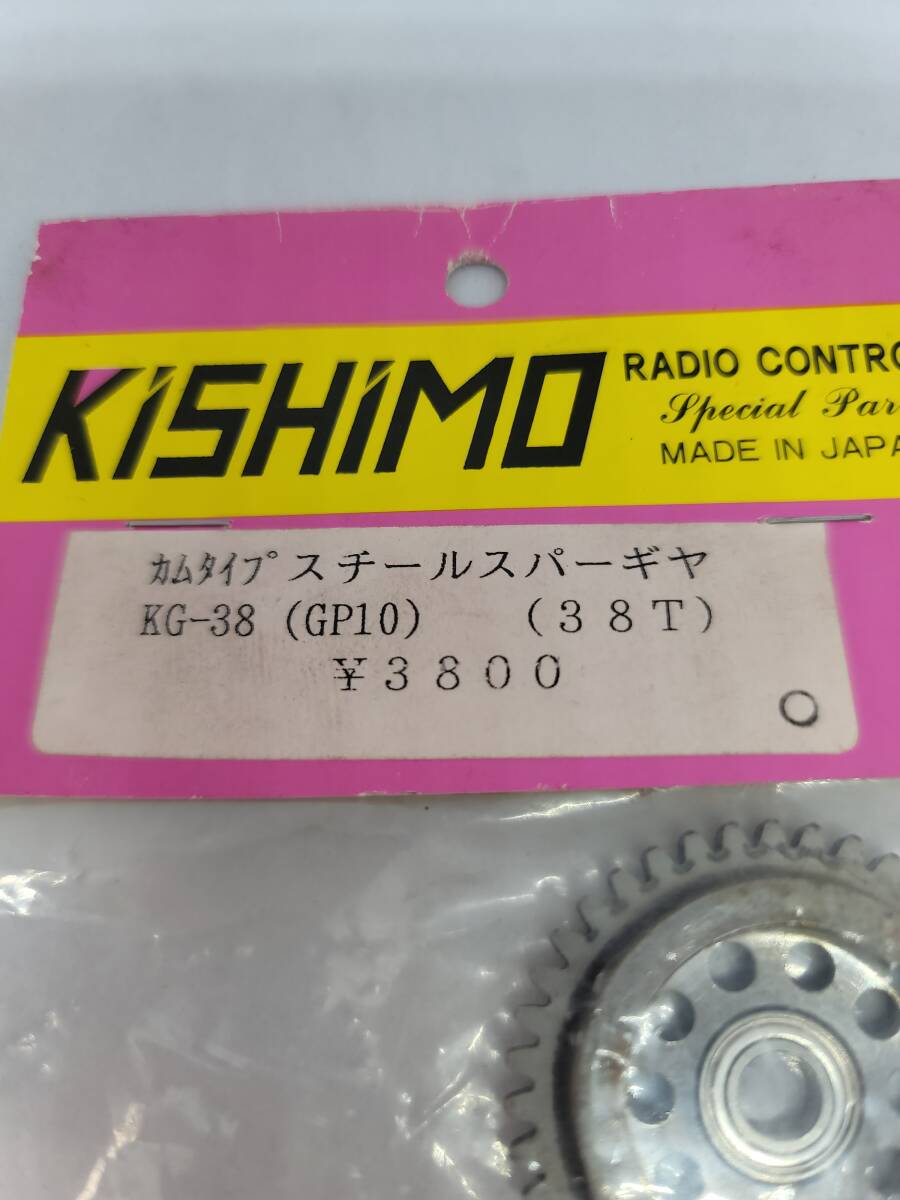 KiSHiMO
RADIO CONTRO
Special Par
MADE IN JAPA
ｶﾑﾀｲﾌﾟ スチールスパーギヤ
KG-38 (GP10) (３８Ｔ)
￥３８００